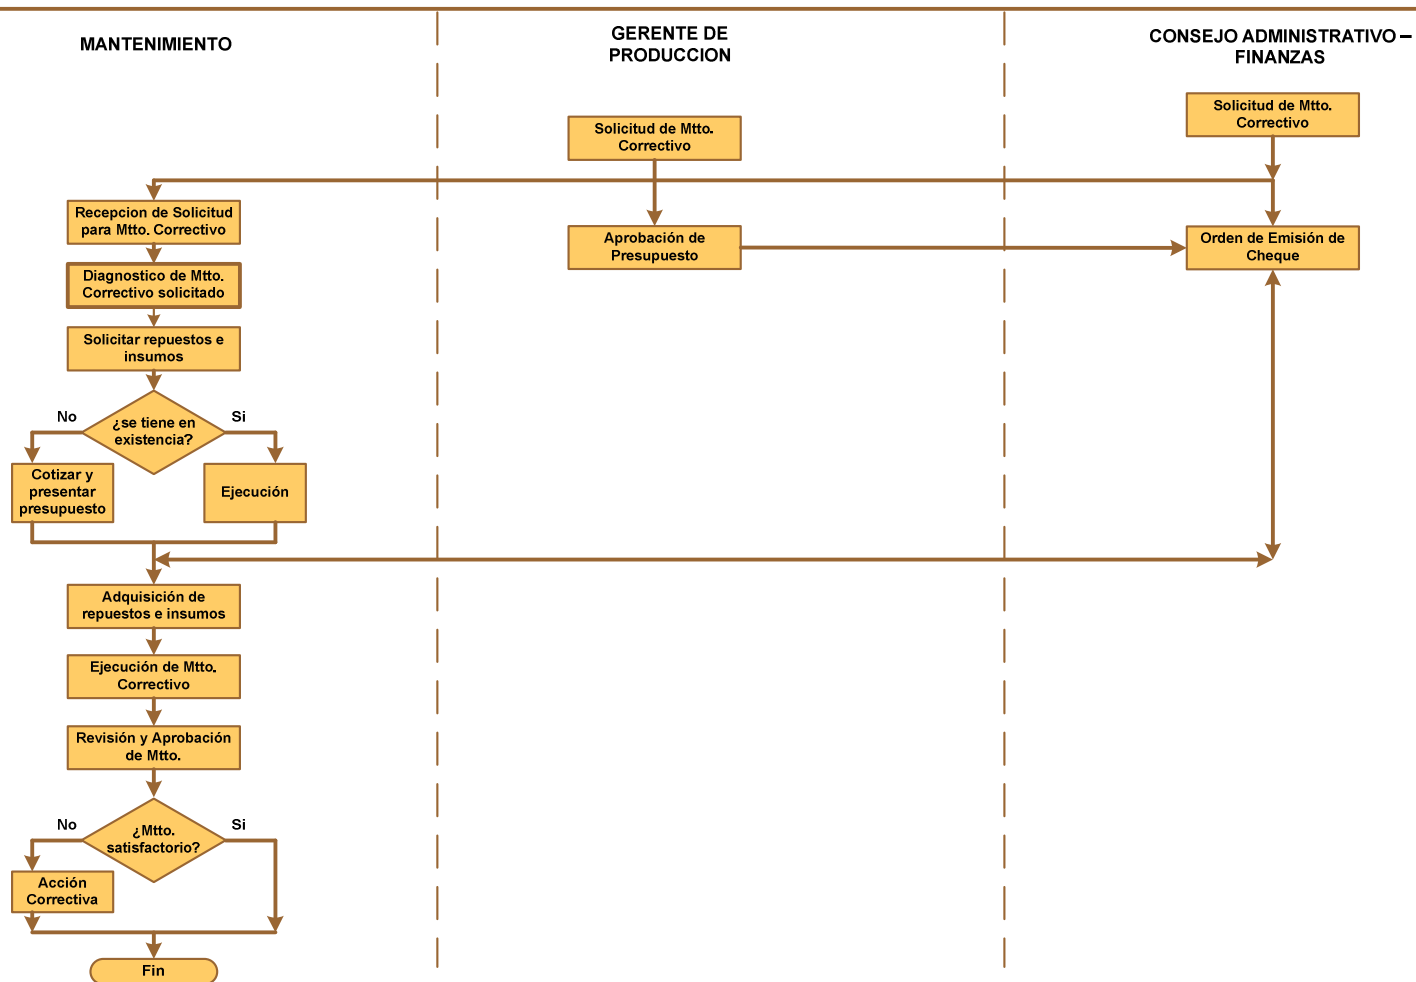 MANTENIMIENTO
GERENTE DE
PRODUCCION
CONSEJO ADMINISTRATIVO –
FINANZAS
Solicitud de Mtto.
Correctivo
Solicitud de Mtto.
Correctivo
Recepcion de Solicitud
para Mtto. Correctivo
Aprobación de
Presupuesto
Orden de Emisión de
Cheque
Diagnostico de Mtto.
Correctivo solicitado
Solicitar repuestos e
insumos
No
¿se tiene en
existencia?
Si
Cotizar y
presentar
presupuesto
Ejecución
Adquisición de
repuestos e insumos
Ejecución de Mtto.
Correctivo
Revisión y Aprobación
de Mtto.
No
¿Mtto.
satisfactorio?
Si
Acción
Correctiva
Fin